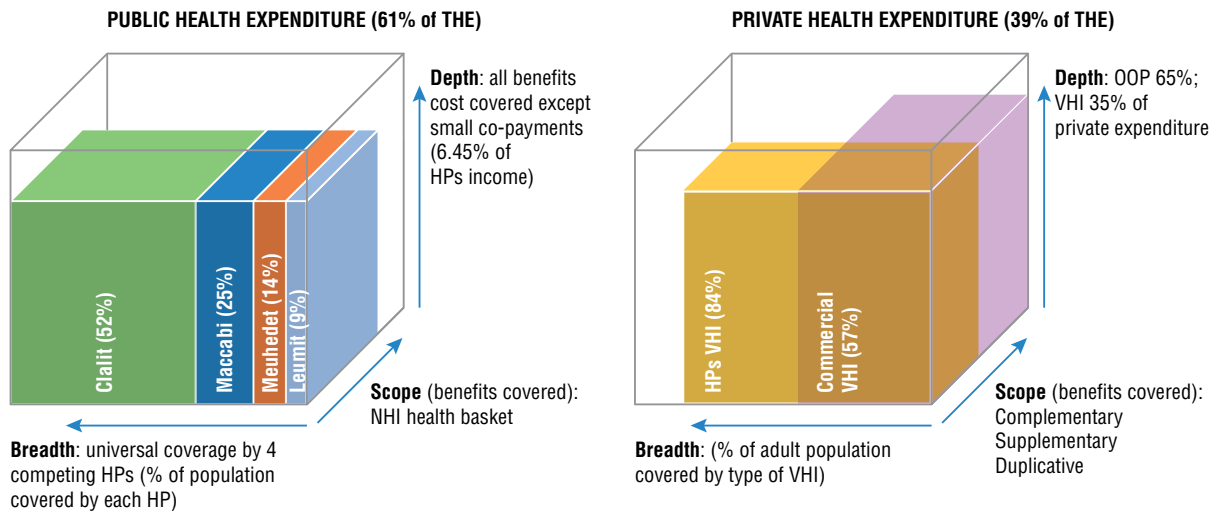 PUBLIC HEALTH EXPENDITURE (61% of THE)
Depth: all benefits
cost covered except
small co-payments
(6.45% of
HPs income)
Clalit (52%)
Maccabi (25%)
Meuhedet (14%)
Leumit (9%)
Scope (benefits covered):
NHI health basket
Breadth: universal coverage by 4
competing HPs (% of population
covered by each HP)
PRIVATE HEALTH EXPENDITURE (39% of THE)
Depth: OOP 65%;
VHI 35% of
private expenditure
HPs VHI (84%)
Commercial
VHI (57%)
Scope (benefits covered):
Complementary
Supplementary
Duplicative
Breadth: (% of adult population
covered by type of VHI)